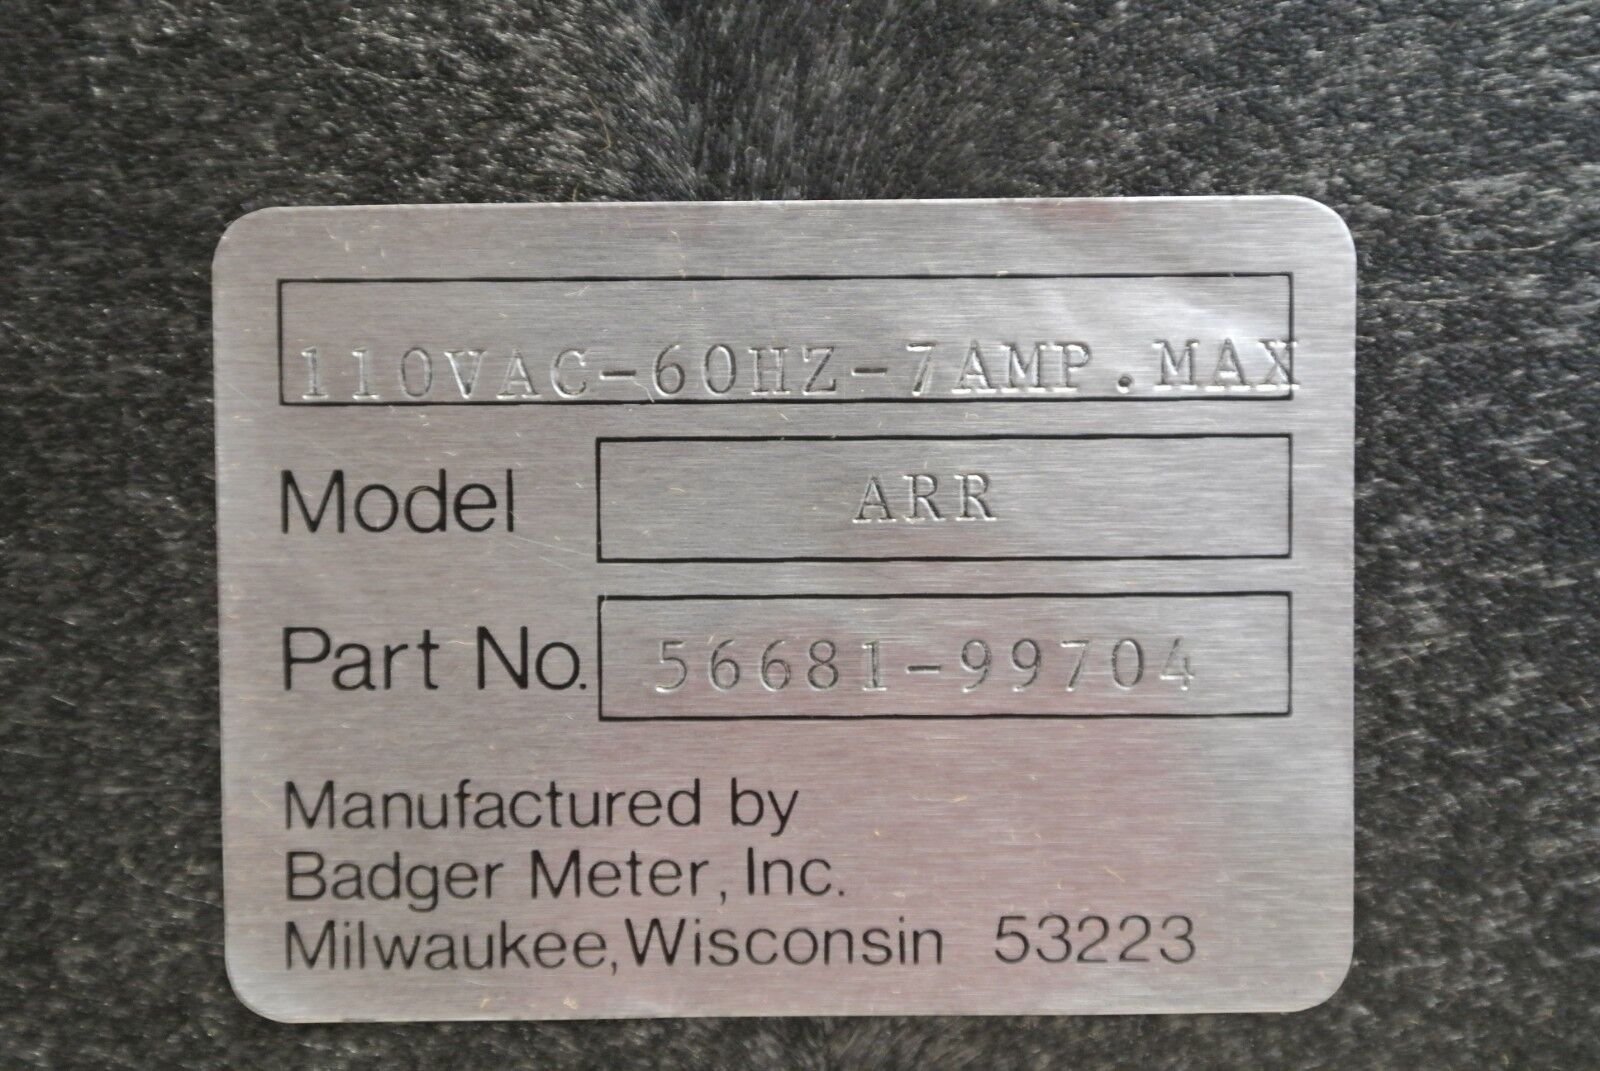 110VAC-60HZ-7AMP.MAX
Model ARR
Part No. 56681-99704
Manufactured by
Badger Meter, Inc.
Milwaukee, Wisconsin 53223